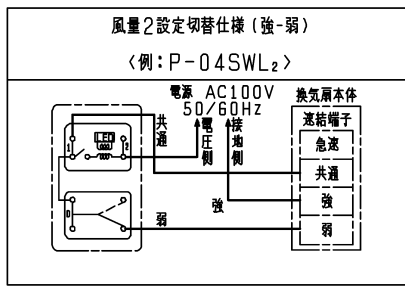 風量2設定切替仕様(強-弱)
〈例:P-04SWL₂〉
電源 AC100V
50/60Hz
換気扇本体
速結端子
急速
共通
強
弱
共通
電圧側
接地側
LED
1
2
0
強
弱